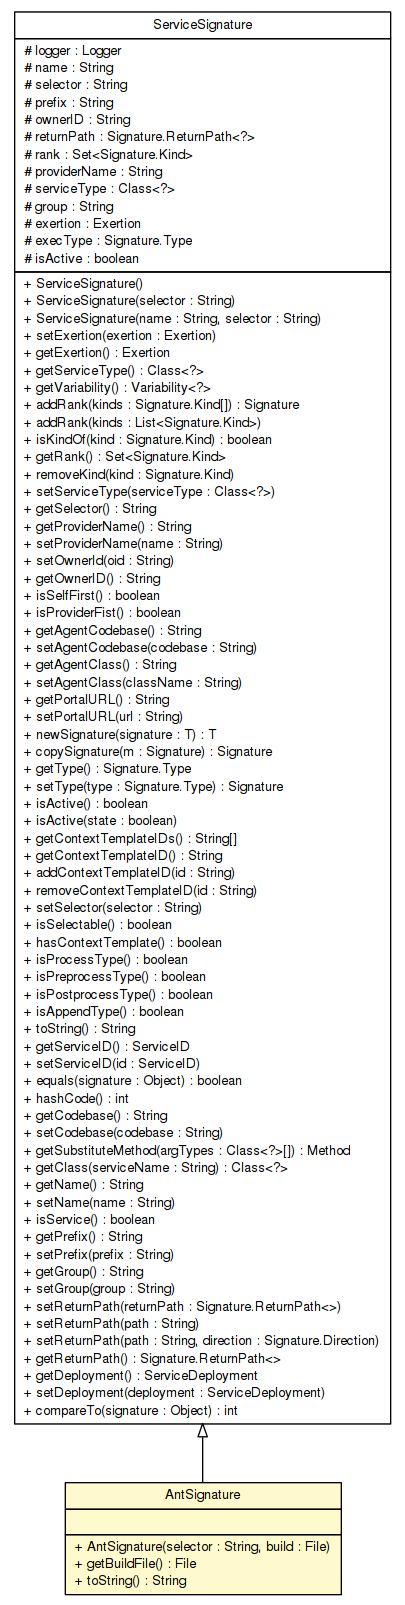 ServiceSignature
# logger : Logger
# name : String
# selector : String
# prefix : String
# ownerID : String
# returnPath : Signature.ReturnPath<?>
# rank : Set<Signature.Kind>
# providerName : String
# serviceType : Class<?>
# group : String
# exertion : Exertion
# execType : Signature.Type
# isActive : boolean
+ ServiceSignature()
+ ServiceSignature(selector : String)
+ ServiceSignature(name : String, selector : String)
+ setExertion(exertion : Exertion)
+ getExertion() : Exertion
+ getServiceType() : Class<?>
+ getVariability() : Variability<?>
+ addRank(kinds : Signature.Kind[]) : Signature
+ addRank(kinds : List<Signature.Kind>)
+ isKindOf(kind : Signature.Kind) : boolean
+ getRank() : Set<Signature.Kind>
+ removeKind(kind : Signature.Kind)
+ setServiceType(serviceType : Class<?>)
+ getSelector() : String
+ getProviderName() : String
+ setProviderName(name : String)
+ setOwnerId(oid : String)
+ getOwnerID() : String
+ isSelfFirst() : boolean
+ isProviderFist() : boolean
+ getAgentCodebase() : String
+ setAgentCodebase(codebase : String)
+ getAgentClass() : String
+ setAgentClass(className : String)
+ getPortalURL() : String
+ setPortalURL(url : String)
+ newSignature(signature : T) : T
+ copySignature(m : Signature) : Signature
+ getType() : Signature.Type
+ setType(type : Signature.Type) : Signature
+ isActive() : boolean
+ isActive(state : boolean)
+ getContextTemplateIDs() : String[]
+ getContextTemplateID() : String
+ addContextTemplateID(id : String)
+ removeContextTemplateID(id : String)
+ setSelector(selector : String)
+ isSelectable() : boolean
+ hasContextTemplate() : boolean
+ isProcessType() : boolean
+ isPreprocessType() : boolean
+ isPostprocessType() : boolean
+ isAppendType() : boolean
+ toString() : String
+ getServiceID() : ServiceID
+ setServiceID(id : ServiceID)
+ equals(signature : Object) : boolean
+ hashCode() : int
+ getCodebase() : String
+ setCodebase(codebase : String)
+ getSubstituteMethod(argTypes : Class<?>[]) : Method
+ getClass(serviceName : String) : Class<?>
+ getName() : String
+ setName(name : String)
+ isService() : boolean
+ getPrefix() : String
+ setPrefix(prefix : String)
+ getGroup() : String
+ setGroup(group : String)
+ setReturnPath(returnPath : Signature.ReturnPath<>)
+ setReturnPath(path : String)
+ setReturnPath(path : String, direction : Signature.Direction)
+ getReturnPath() : Signature.ReturnPath<>
+ getDeployment() : ServiceDeployment
+ setDeployment(deployment : ServiceDeployment)
+ compareTo(signature : Object) : int
AntSignature
+ AntSignature(selector : String, build : File)
+ getBuildFile() : File
+ toString() : String